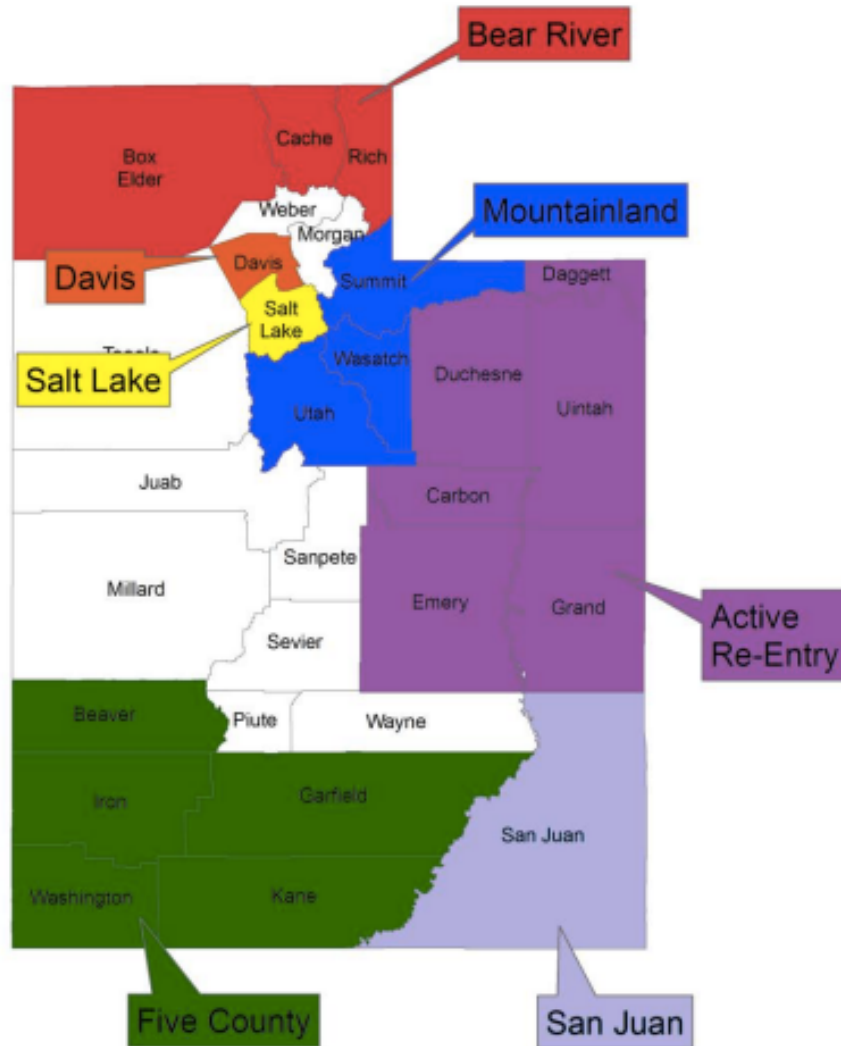 Bear River
Cache
Box
Elder
Rich
Weber
Mountainland
Morgan
Davis
Davis
Summit
Daggett
Salt
Lake
Salt Lake
Wasatch
Duchesne
Uintah
Utah
Juab
Carbon
Sanpete
Millard
Emery
Grand
Active
Re-Entry
Sevier
Beaver
Piute
Wayne
Iron
Garfield
San Juan
Washington
Kane
Five County
San Juan